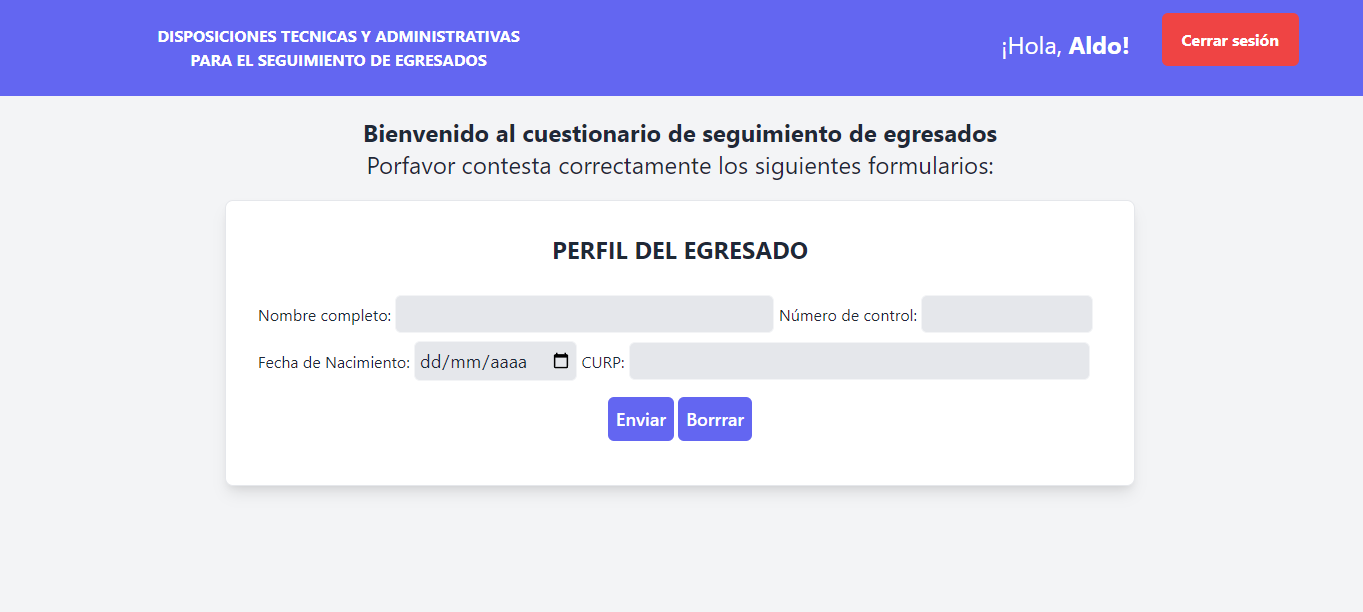 DISPOSICIONES TECNICAS Y ADMINISTRATIVAS
PARA EL SEGUIMIENTO DE EGRESADOS
¡Hola, Aldo!
Cerrar sesión
Bienvenido al cuestionario de seguimiento de egresados
Porfavor contesta correctamente los siguientes formularios:
PERFIL DEL EGRESADO
Nombre completo: Número de control:
Fecha de Nacimiento: dd/mm/aaaa CURP:
Enviar Borrrar